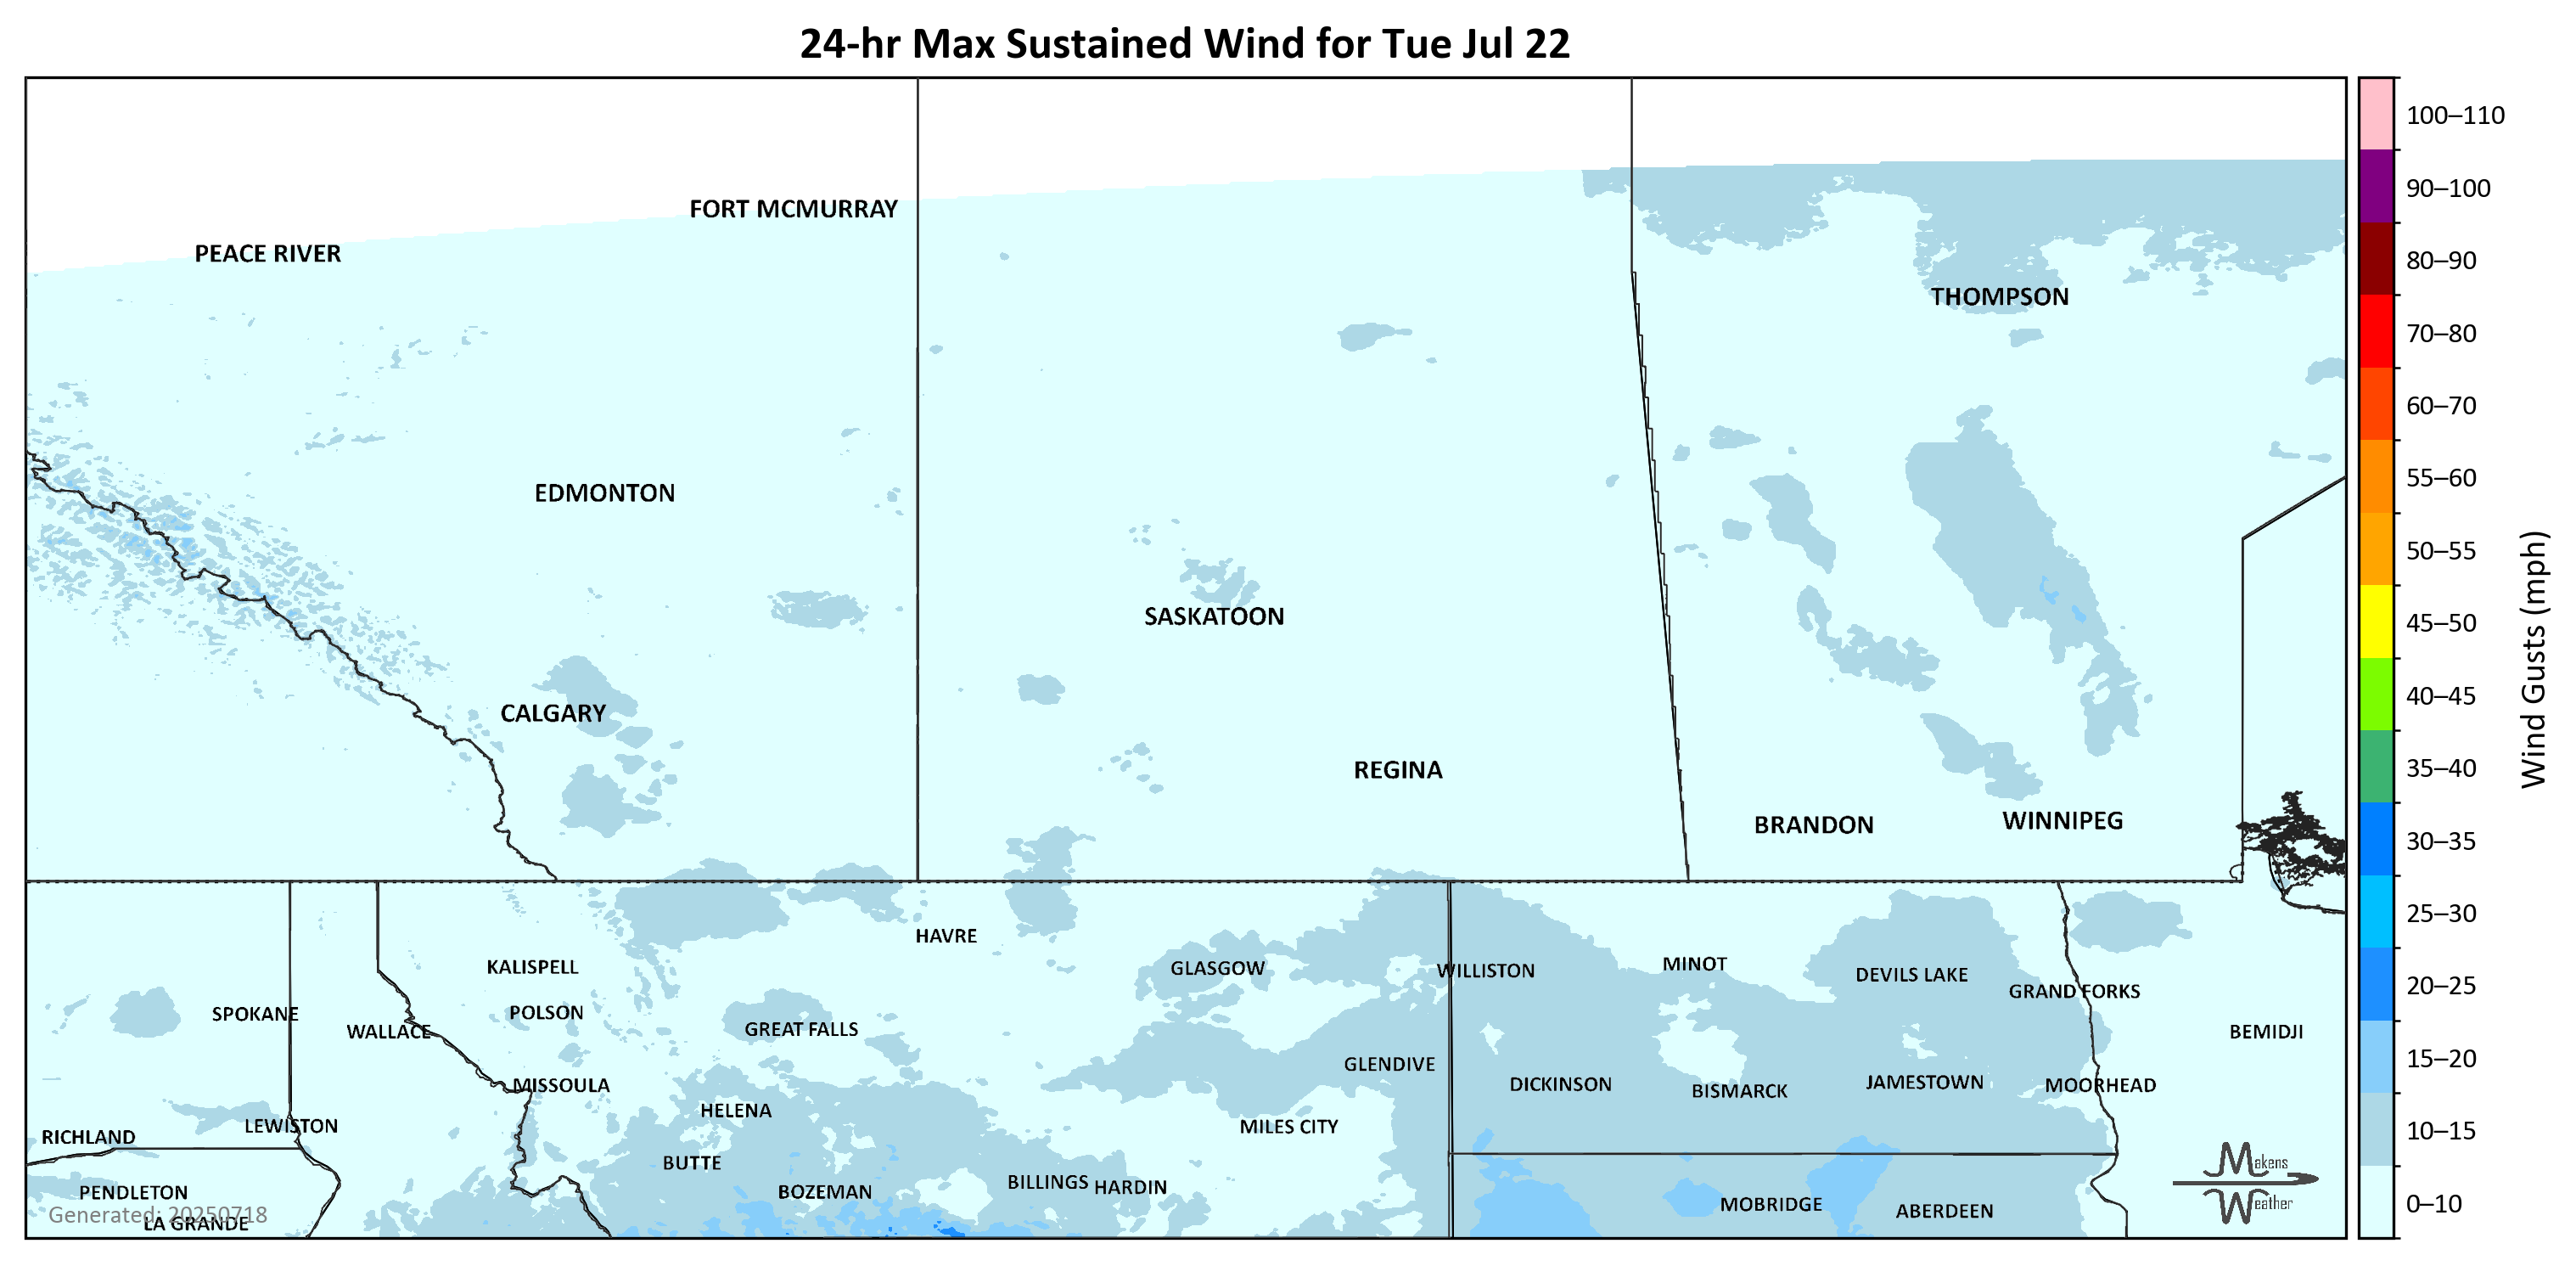 24-hr Max Sustained Wind for Tue Jul 22
FORT MCMURRAY
PEACE RIVER
THOMPSON
EDMONTON
SASKATOON
CALGARY
REGINA
BRANDON
WINNIPEG
HAVRE
KALISPELL
GLASGOW
WILLISTON
MINOT
DEVILS LAKE
GRAND FORKS
SPOKANE
POLSON
WALLACE
GREAT FALLS
BEMIDJI
GLENDIVE
MISSOULA
DICKINSON
BISMARCK
JAMESTOWN
MOORHEAD
HELENA
LEWISTON
MILES CITY
RICHLAND
BUTTE
BOZEMAN
BILLINGS
HARDIN
PENDLETON
MOBRIDGE
ABERDEEN
Generated: 20250718
LA GRANDE
Makens
Weather
100–110
90–100
80–90
70–80
60–70
55–60
50–55
45–50
40–45
35–40
30–35
25–30
20–25
15–20
10–15
0–10
Wind Gusts (mph)